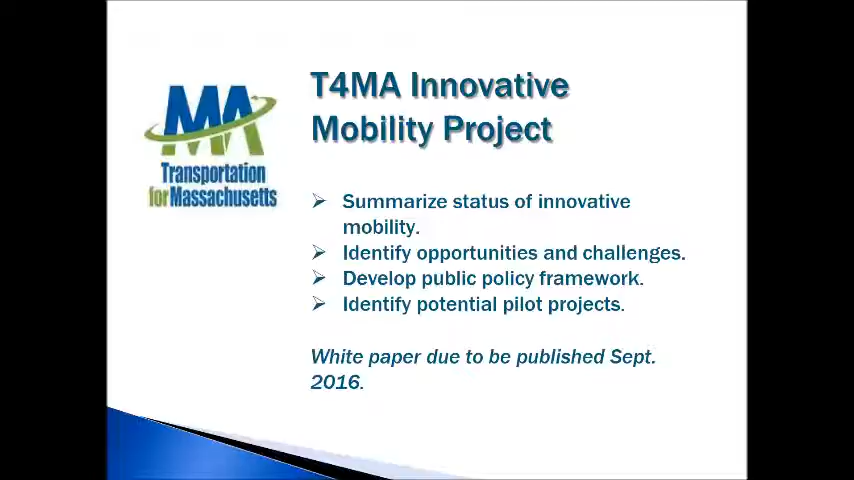 T4MA Innovative
Mobility Project
MA
Transportation
for Massachusetts
Summarize status of innovative
mobility.
Identify opportunities and challenges.
Develop public policy framework.
Identify potential pilot projects.
White paper due to be published Sept.
2016.